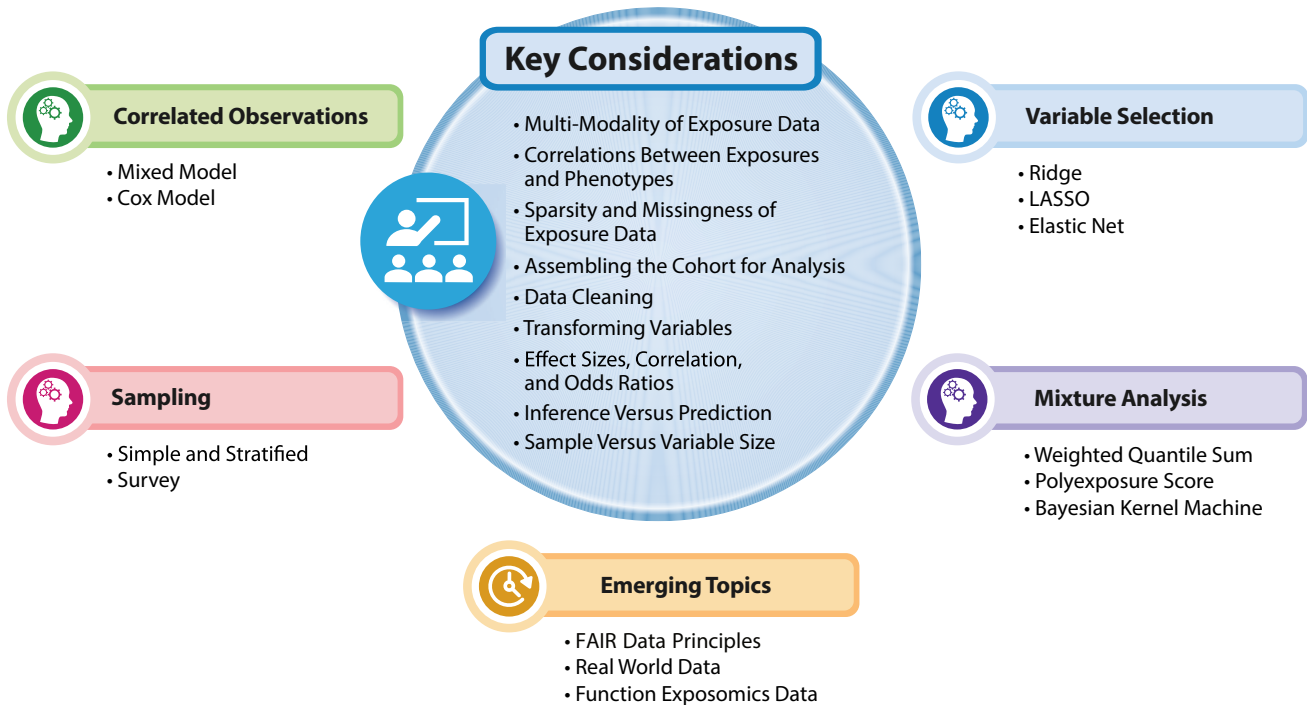 Key Considerations
• Multi-Modality of Exposure Data
• Correlations Between Exposures
and Phenotypes
• Sparsity and Missingness of
Exposure Data
• Assembling the Cohort for Analysis
• Data Cleaning
• Transforming Variables
• Effect Sizes, Correlation,
and Odds Ratios
• Inference Versus Prediction
• Sample Versus Variable Size
Correlated Observations
• Mixed Model
• Cox Model
Sampling
• Simple and Stratified
• Survey
Variable Selection
• Ridge
• LASSO
• Elastic Net
Mixture Analysis
• Weighted Quantile Sum
• Polyexposure Score
• Bayesian Kernel Machine
Emerging Topics
• FAIR Data Principles
• Real World Data
• Function Exposomics Data